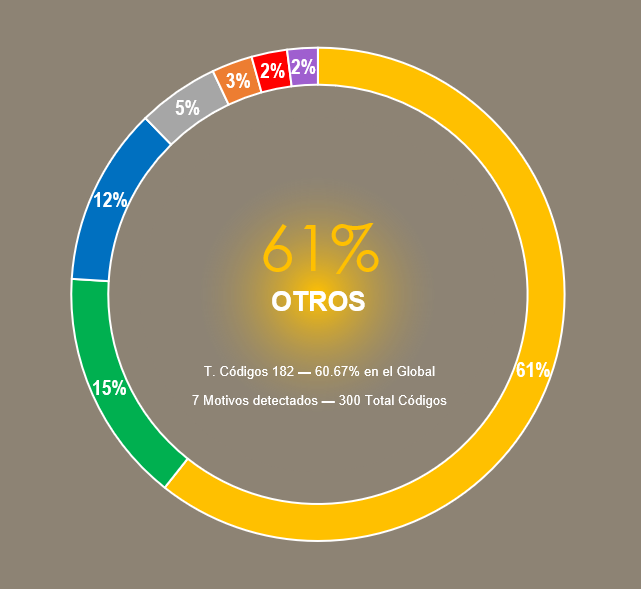 2%
2%
3%
5%
12%
61%
OTROS
T. Códigos 182 — 60.67% en el Global
61%
15%
7 Motivos detectados — 300 Total Códigos